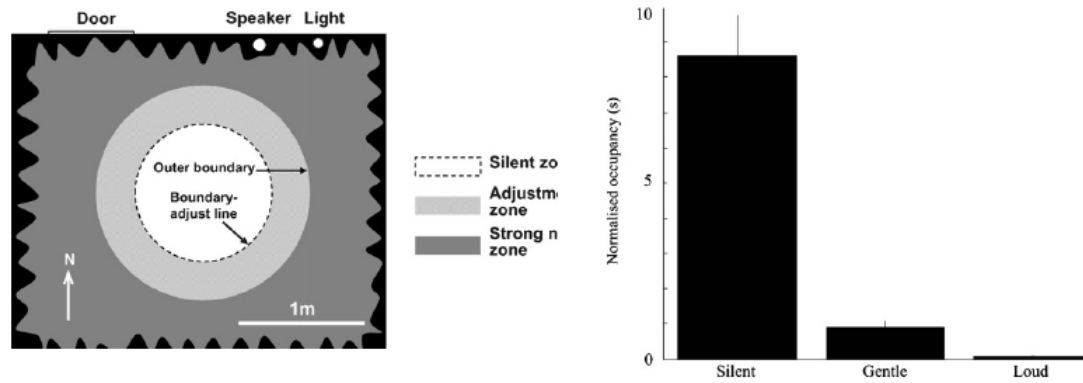 Door
Speaker
Light
Outer boundary
Boundary-
adjust line
N
1m
Silent zo
Adjustm
zone
Strong n
zone
Normalised occupancy (s)
10
5
0
Silent
Gentle
Loud